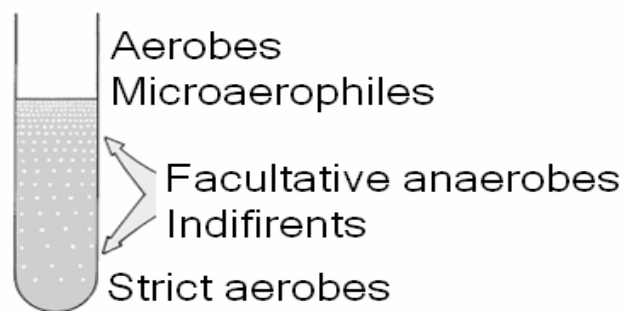 Aerobes
Microaerophiles
Facultative anaerobes
Indifirents
Strict aerobes